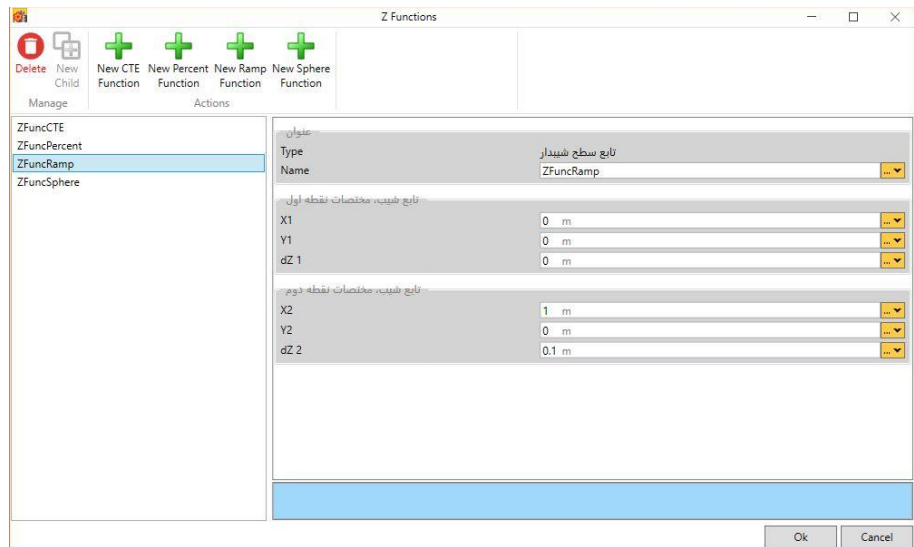 Z Functions
Delete
New Child
New CTE Function
New Percent Function
New Ramp Function
New Sphere Function
Manage
Actions
ZFuncCTE
ZFuncPercent
ZFuncRamp
ZFuncSphere
عنوان
Type تابع سطح شیبدار
Name ZFuncRamp ...
تابع شیب، مختصات نقطه اول
X1 0 m ...
Y1 0 m ...
dZ 1 0 m ...
تابع شیب، مختصات نقطه دوم
X2 1 m ...
Y2 0 m ...
dZ 2 0.1 m ...
Ok Cancel